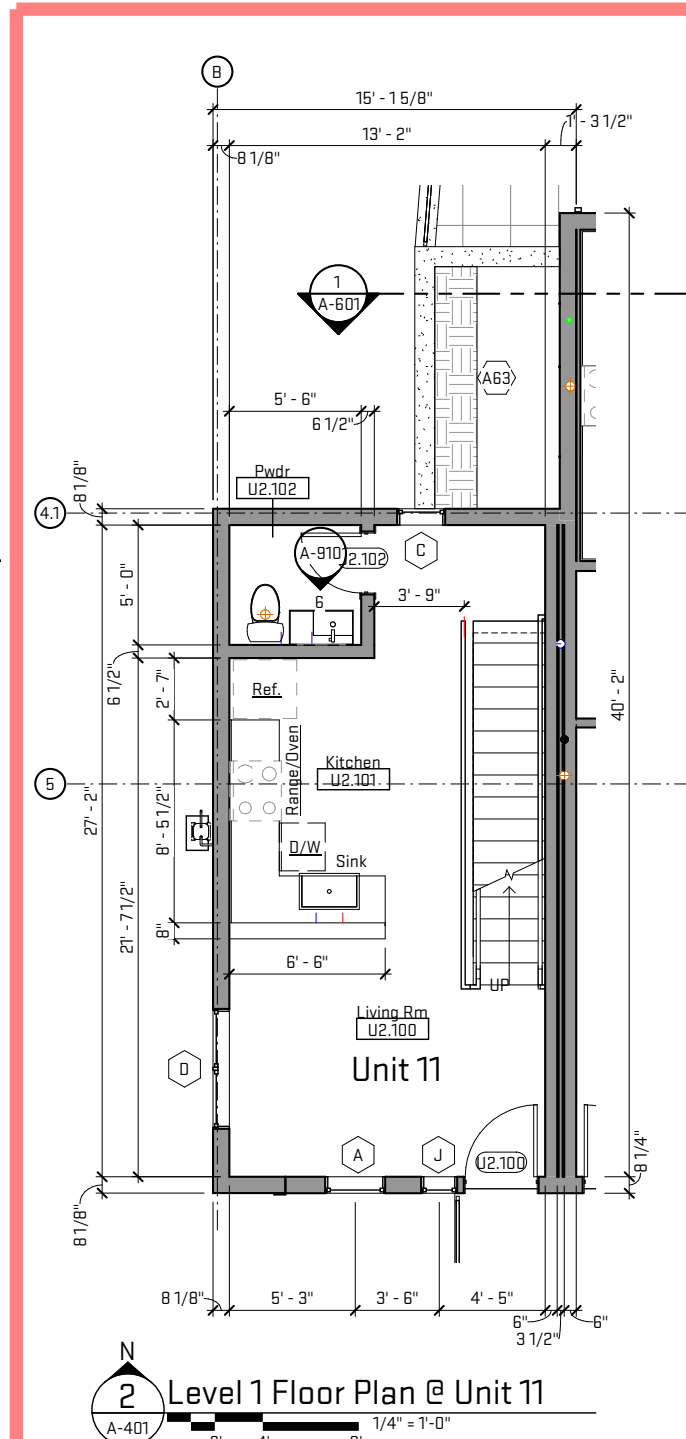 B
15' - 1 5/8"
13' - 2"
1' - 3 1/2"
8 1/8"
1
A-601
A63
5' - 6"
6 1/2"
Pwdr
U2.102
8 1/8"
4.1
C
A-910
U2.102
6
5' - 0"
3' - 9"
6 1/2"
2' - 7"
Ref.
40' - 2"
Range/Oven
Kitchen
U2.101
5
27' - 2"
8' - 5 1/2"
D/W
Sink
21' - 7 1/2"
8"
6' - 6"
UP
Living Rm
U2.100
Unit 11
D
A
J
U2.100
8 1/4"
8 1/8"
8 1/8"
5' - 3"
3' - 6"
4' - 5"
6"
3 1/2"
6"
N
2
A-401
Level 1 Floor Plan @ Unit 11
1/4" = 1'-0"